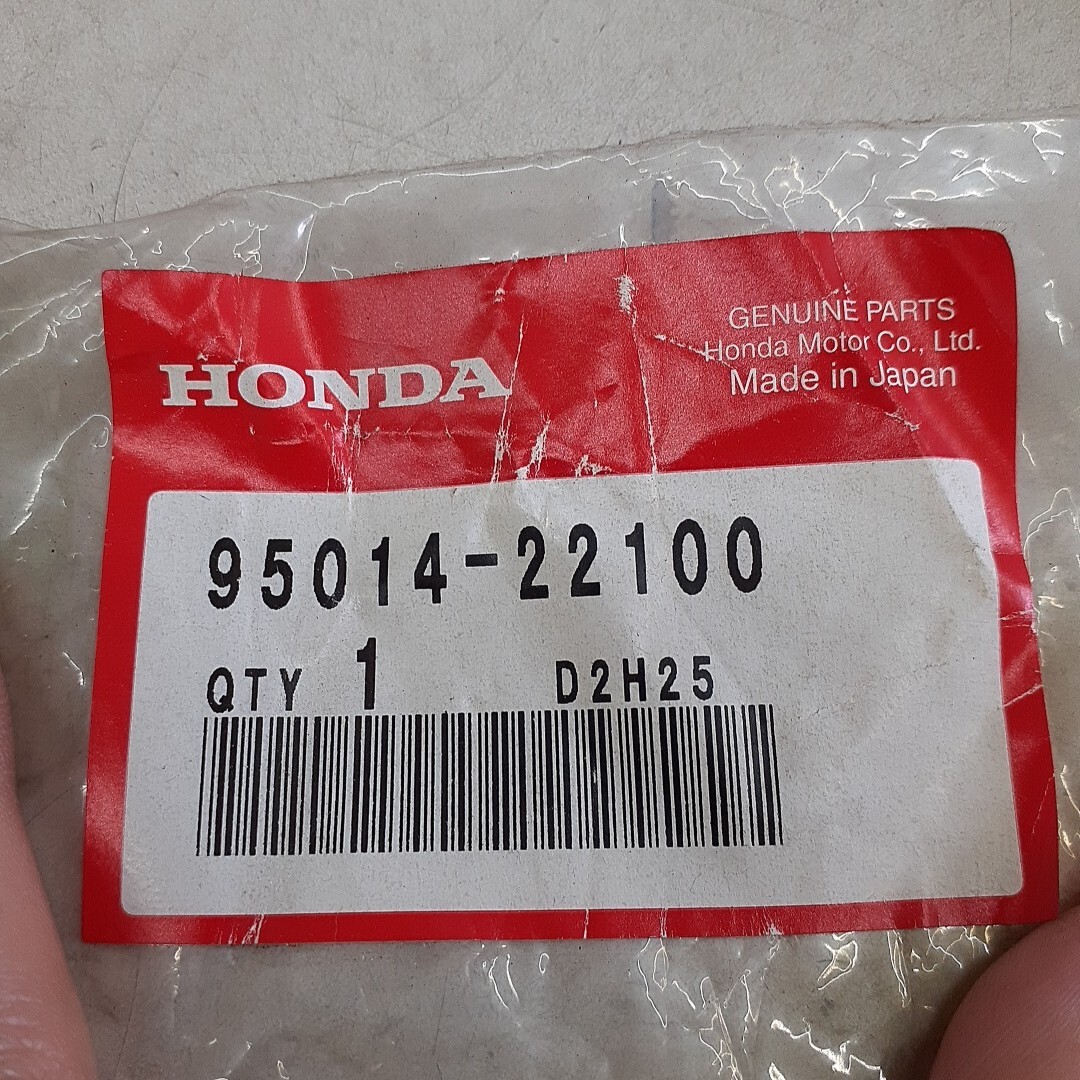 HONDA
GENUINE PARTS
Honda Motor Co., Ltd.
Made in Japan
95014-22100
QTY 1 D2H25